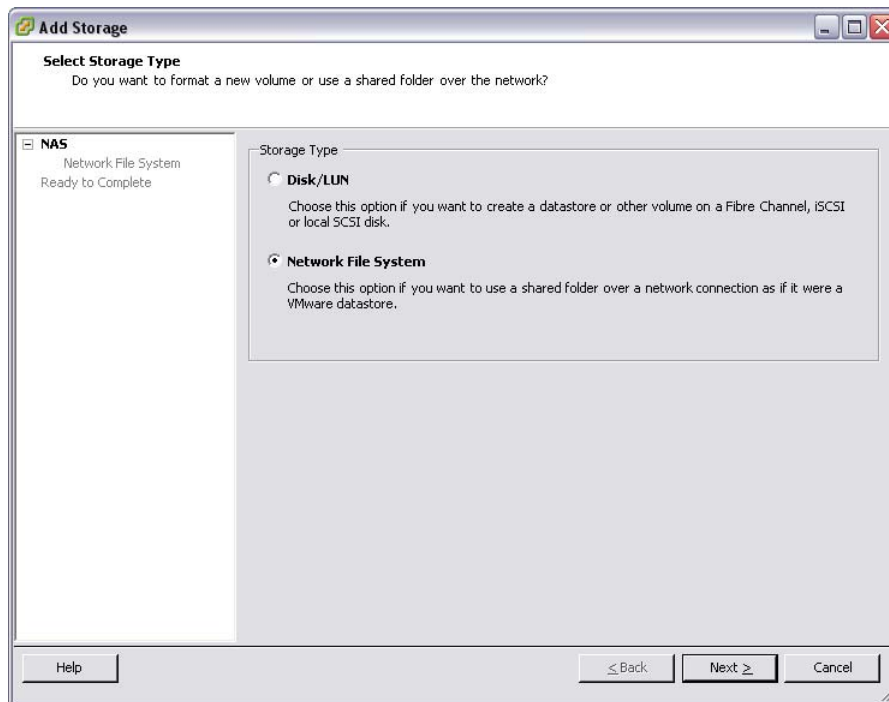 Add Storage
Select Storage Type
Do you want to format a new volume or use a shared folder over the network?
NAS
Network File System
Ready to Complete
Storage Type
Disk/LUN
Choose this option if you want to create a datastore or other volume on a Fibre Channel, iSCSI
or local SCSI disk.
Network File System
Choose this option if you want to use a shared folder over a network connection as if it were a
VMware datastore.
Help
< Back
Next >
Cancel